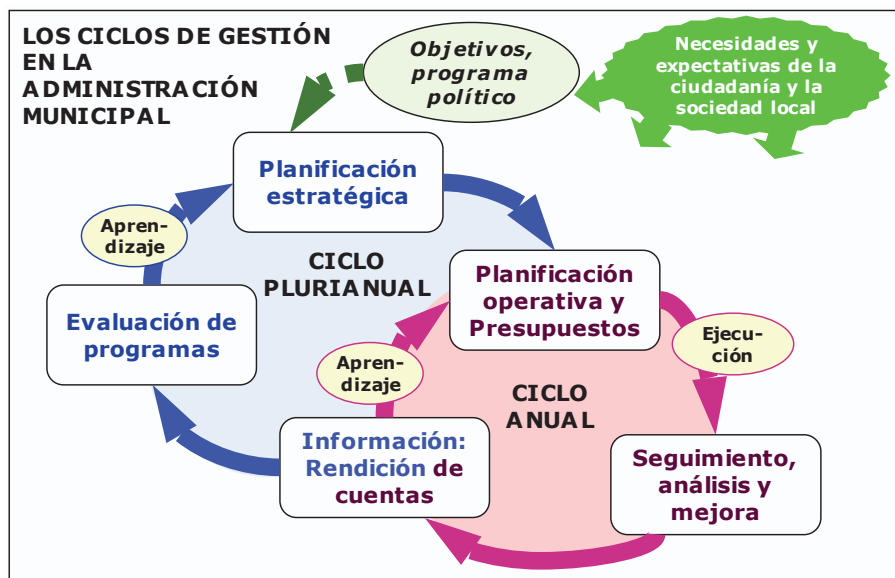 LOS CICLOS DE GESTIÓN
EN LA
ADMINISTRACIÓN
MUNICIPAL
Objetivos,
programa
político
Necesidades y
expectativas de la
ciudadanía y la
sociedad local
Planificación
estratégica
Apren-
dizaje
CICLO
PLURIANUAL
Planificación
operativa y
Presupuestos
Evaluación de
programas
Ejecu-
ción
Apren-
dizaje
CICLO
ANUAL
Información:
Rendición de
cuentas
Seguimiento,
análisis y
mejora